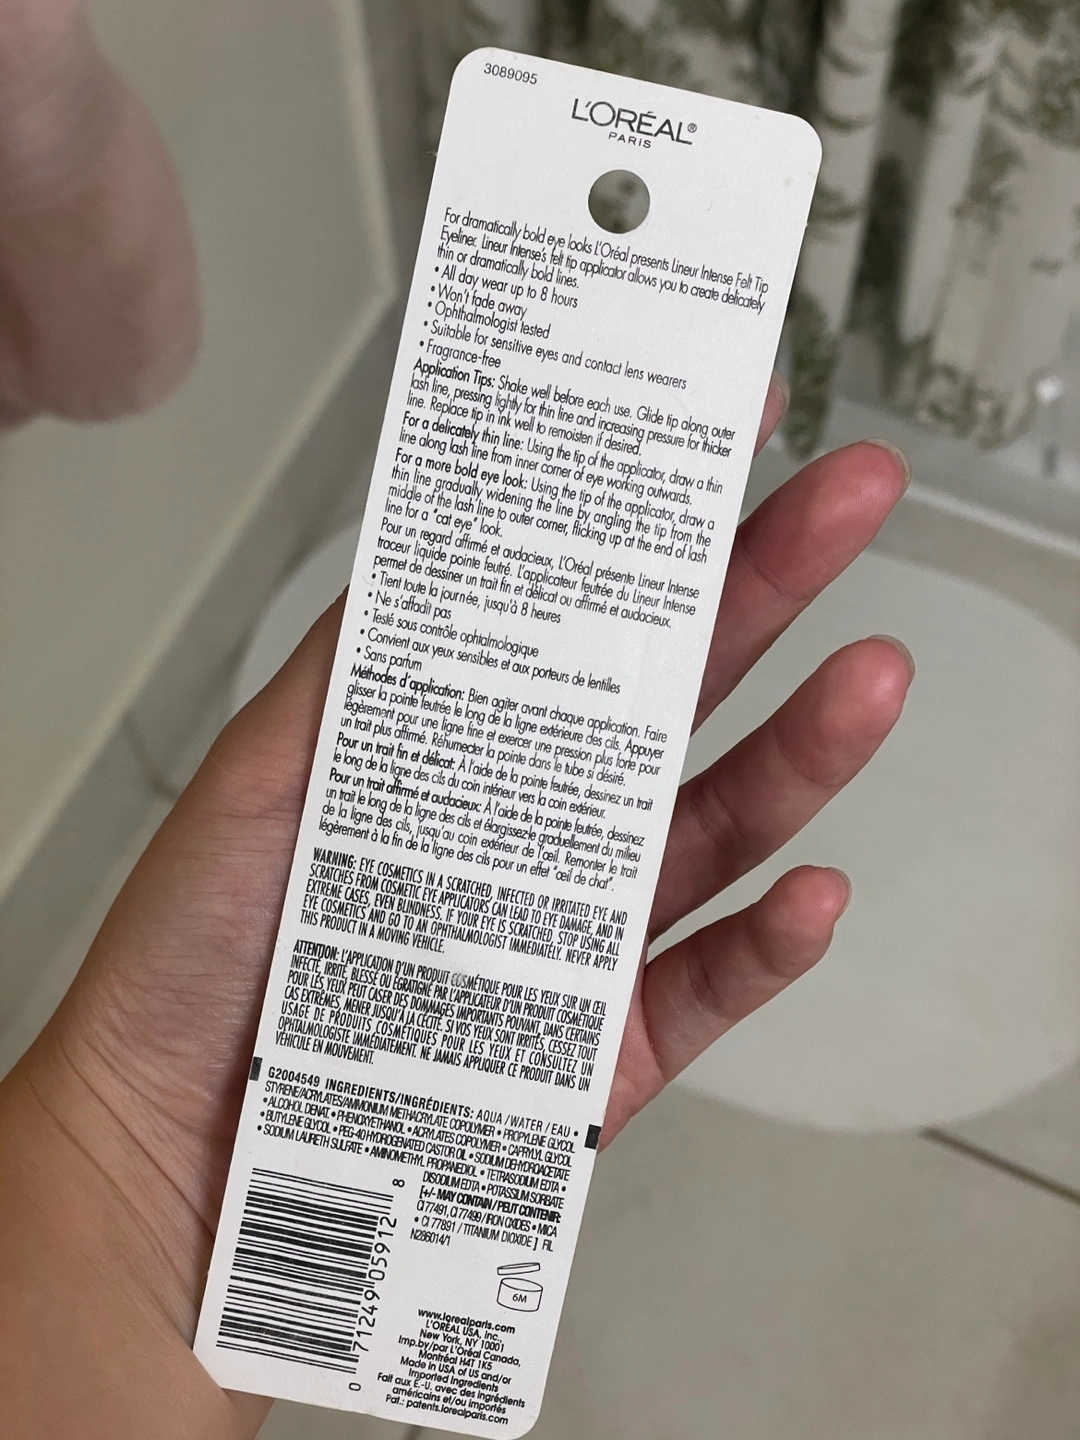 3089095
L'ORÉAL®
PARIS
For dramatically bold eye looks L'Oréal presents Lineur Intense Felt Tip
Eyeliner. Lineur Intense's felt tip applicator allows you to create delicately
thin or dramatically bold lines.
• All day wear up to 8 hours
• Won't fade away
• Ophthalmologist tested
• Suitable for sensitive eyes and contact lens wearers
• Fragrance-free
Application Tips: Shake well before each use. Glide tip along outer
lash line, pressing lightly for thin line and increasing pressure for thicker
line. Replace tip in ink well to remoisten if desired.
For a delicately thin line: Using the tip of the applicator, draw a thin
line along lash line from inner corner of eye working outwards.
For a more bold eye look: Using the tip of the applicator, draw a
thin line gradually widening the line by angling the tip from the
middle of the lash line to outer corner, flicking up at the end of lash
line for a "cat eye" look.
Pour un regard affirmé et audacieux, L'Oréal présente Lineur Intense
traceur liquide pointe feutré. L'applicateur feutrée du Lineur Intense
permet de dessiner un trait fin et délicat ou affirmé et audacieux.
• Tient toute la journée, jusqu'à 8 heures
• Ne s'affadit pas
• Testé sous contrôle ophtalmologique
• Convient aux yeux sensibles et aux porteurs de lentilles
• Sans parfum
Méthodes d'application: Bien agiter avant chaque application. Faire
glisser la pointe feutrée le long de la ligne extérieure des cils. Appuyer
légèrement pour une ligne fine et exercer une pression plus forte pour
un trait plus affirmé. Réhumecter la pointe dans le tube si désiré.
Pour un trait fin et délicat: À l'aide de la pointe feutrée, dessinez un trait
le long de la ligne des cils du coin intérieur vers la coin extérieur.
Pour un trait affirmé et audacieux: À l'aide de la pointe feutrée, dessinez
un trait le long de la ligne des cils et élargissez-le graduellement du milieu
de la ligne des cils, jusqu'au coin extérieur de l'œil. Remonter le trait
légèrement à la fin de la ligne des cils pour un effet "œil de chat".
WARNING: EYE COSMETICS IN A SCRATCHED, INFECTED OR IRRITATED EYE AND
SCRATCHES FROM COSMETIC EYE APPLICATORS CAN LEAD TO EYE DAMAGE, AND IN
EXTREME CASES, EVEN BLINDNESS. IF YOUR EYE IS SCRATCHED, STOP USING ALL
EYE COSMETICS AND GO TO AN OPHTHALMOLOGIST IMMEDIATELY. NEVER APPLY
THIS PRODUCT IN A MOVING VEHICLE.
ATTENTION: L'APPLICATION D'UN PRODUIT COSMÉTIQUE POUR LES YEUX SUR UN ŒIL
INFECTÉ, IRRITÉ, BLESSÉ OU ÉGRATIGNÉ PAR L'APPLICATEUR D'UN PRODUIT COSMÉTIQUE
POUR LES YEUX PEUT CASER DES DOMMAGES IMPORTANTS POUVANT, DANS CERTAINS
CAS EXTRÊMES, MENER JUSQU'À LA CÉCITÉ. SI VOS YEUX SONT IRRITÉS, CESSEZ TOUT
USAGE DE PRODUITS COSMÉTIQUES POUR LES YEUX ET CONSULTEZ UN
OPHTALMOLOGISTE IMMÉDIATEMENT. NE JAMAIS APPLIQUER CE PRODUIT DANS UN
VÉHICULE EN MOUVEMENT.
G2004549 INGREDIENTS/INGRÉDIENTS: AQUA / WATER / EAU •
STYRENE/ACRYLATES/AMMONIUM METHACRYLATE COPOLYMER • PROPYLENE GLYCOL
• ALCOHOL DENAT. • PHENOXYETHANOL • ACRYLATES COPOLYMER • CAPRYLYL GLYCOL
• BUTYLENE GLYCOL • PEG-40 HYDROGENATED CASTOR OIL • SODIUM DEHYDROACETATE
• SODIUM LAURETH SULFATE • AMINOMETHYL PROPANEDIOL • TETRASODIUM EDTA •
DISODIUM EDTA • POTASSIUM SORBATE
[+/- MAY CONTAIN / PEUT CONTENIR:
CI 77491, CI 77499 / IRON OXIDES • MICA
• CI 77891 / TITANIUM DIOXIDE ] FIL
N286014/1
0 71249 05912 8
6M
www.lorealparis.com
L'ORÉAL USA, Inc.,
New York, NY 10001
Imp.by/par L'Oréal Canada,
Montréal H4T 1K5
Made in USA of US and/or
Imported Ingredients
Fait aux É.-U. avec des ingrédients
américains et/ou importés
Pat.: patents.lorealparis.com